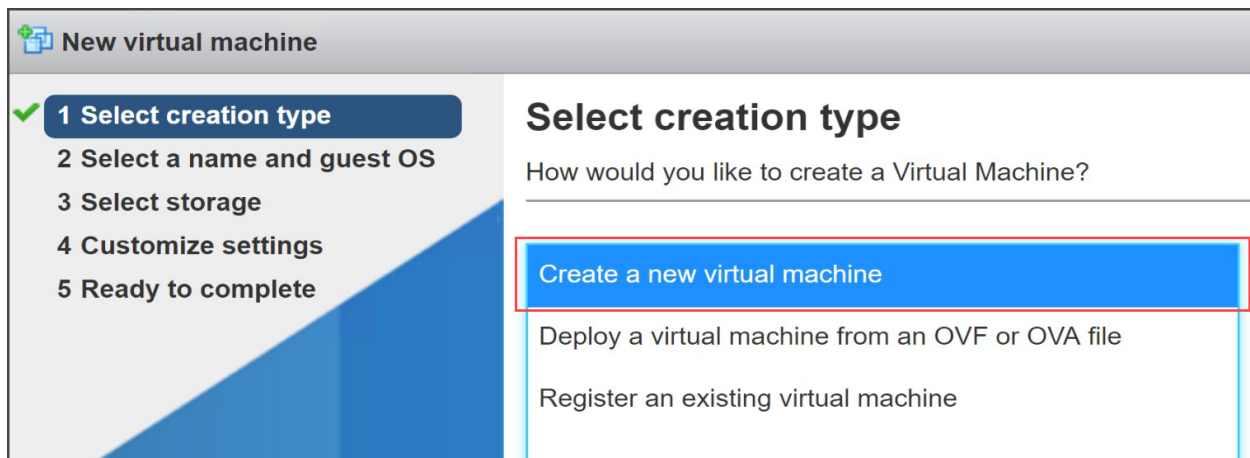 New virtual machine
1 Select creation type
2 Select a name and guest OS
3 Select storage
4 Customize settings
5 Ready to complete
Select creation type
How would you like to create a Virtual Machine?
Create a new virtual machine
Deploy a virtual machine from an OVF or OVA file
Register an existing virtual machine